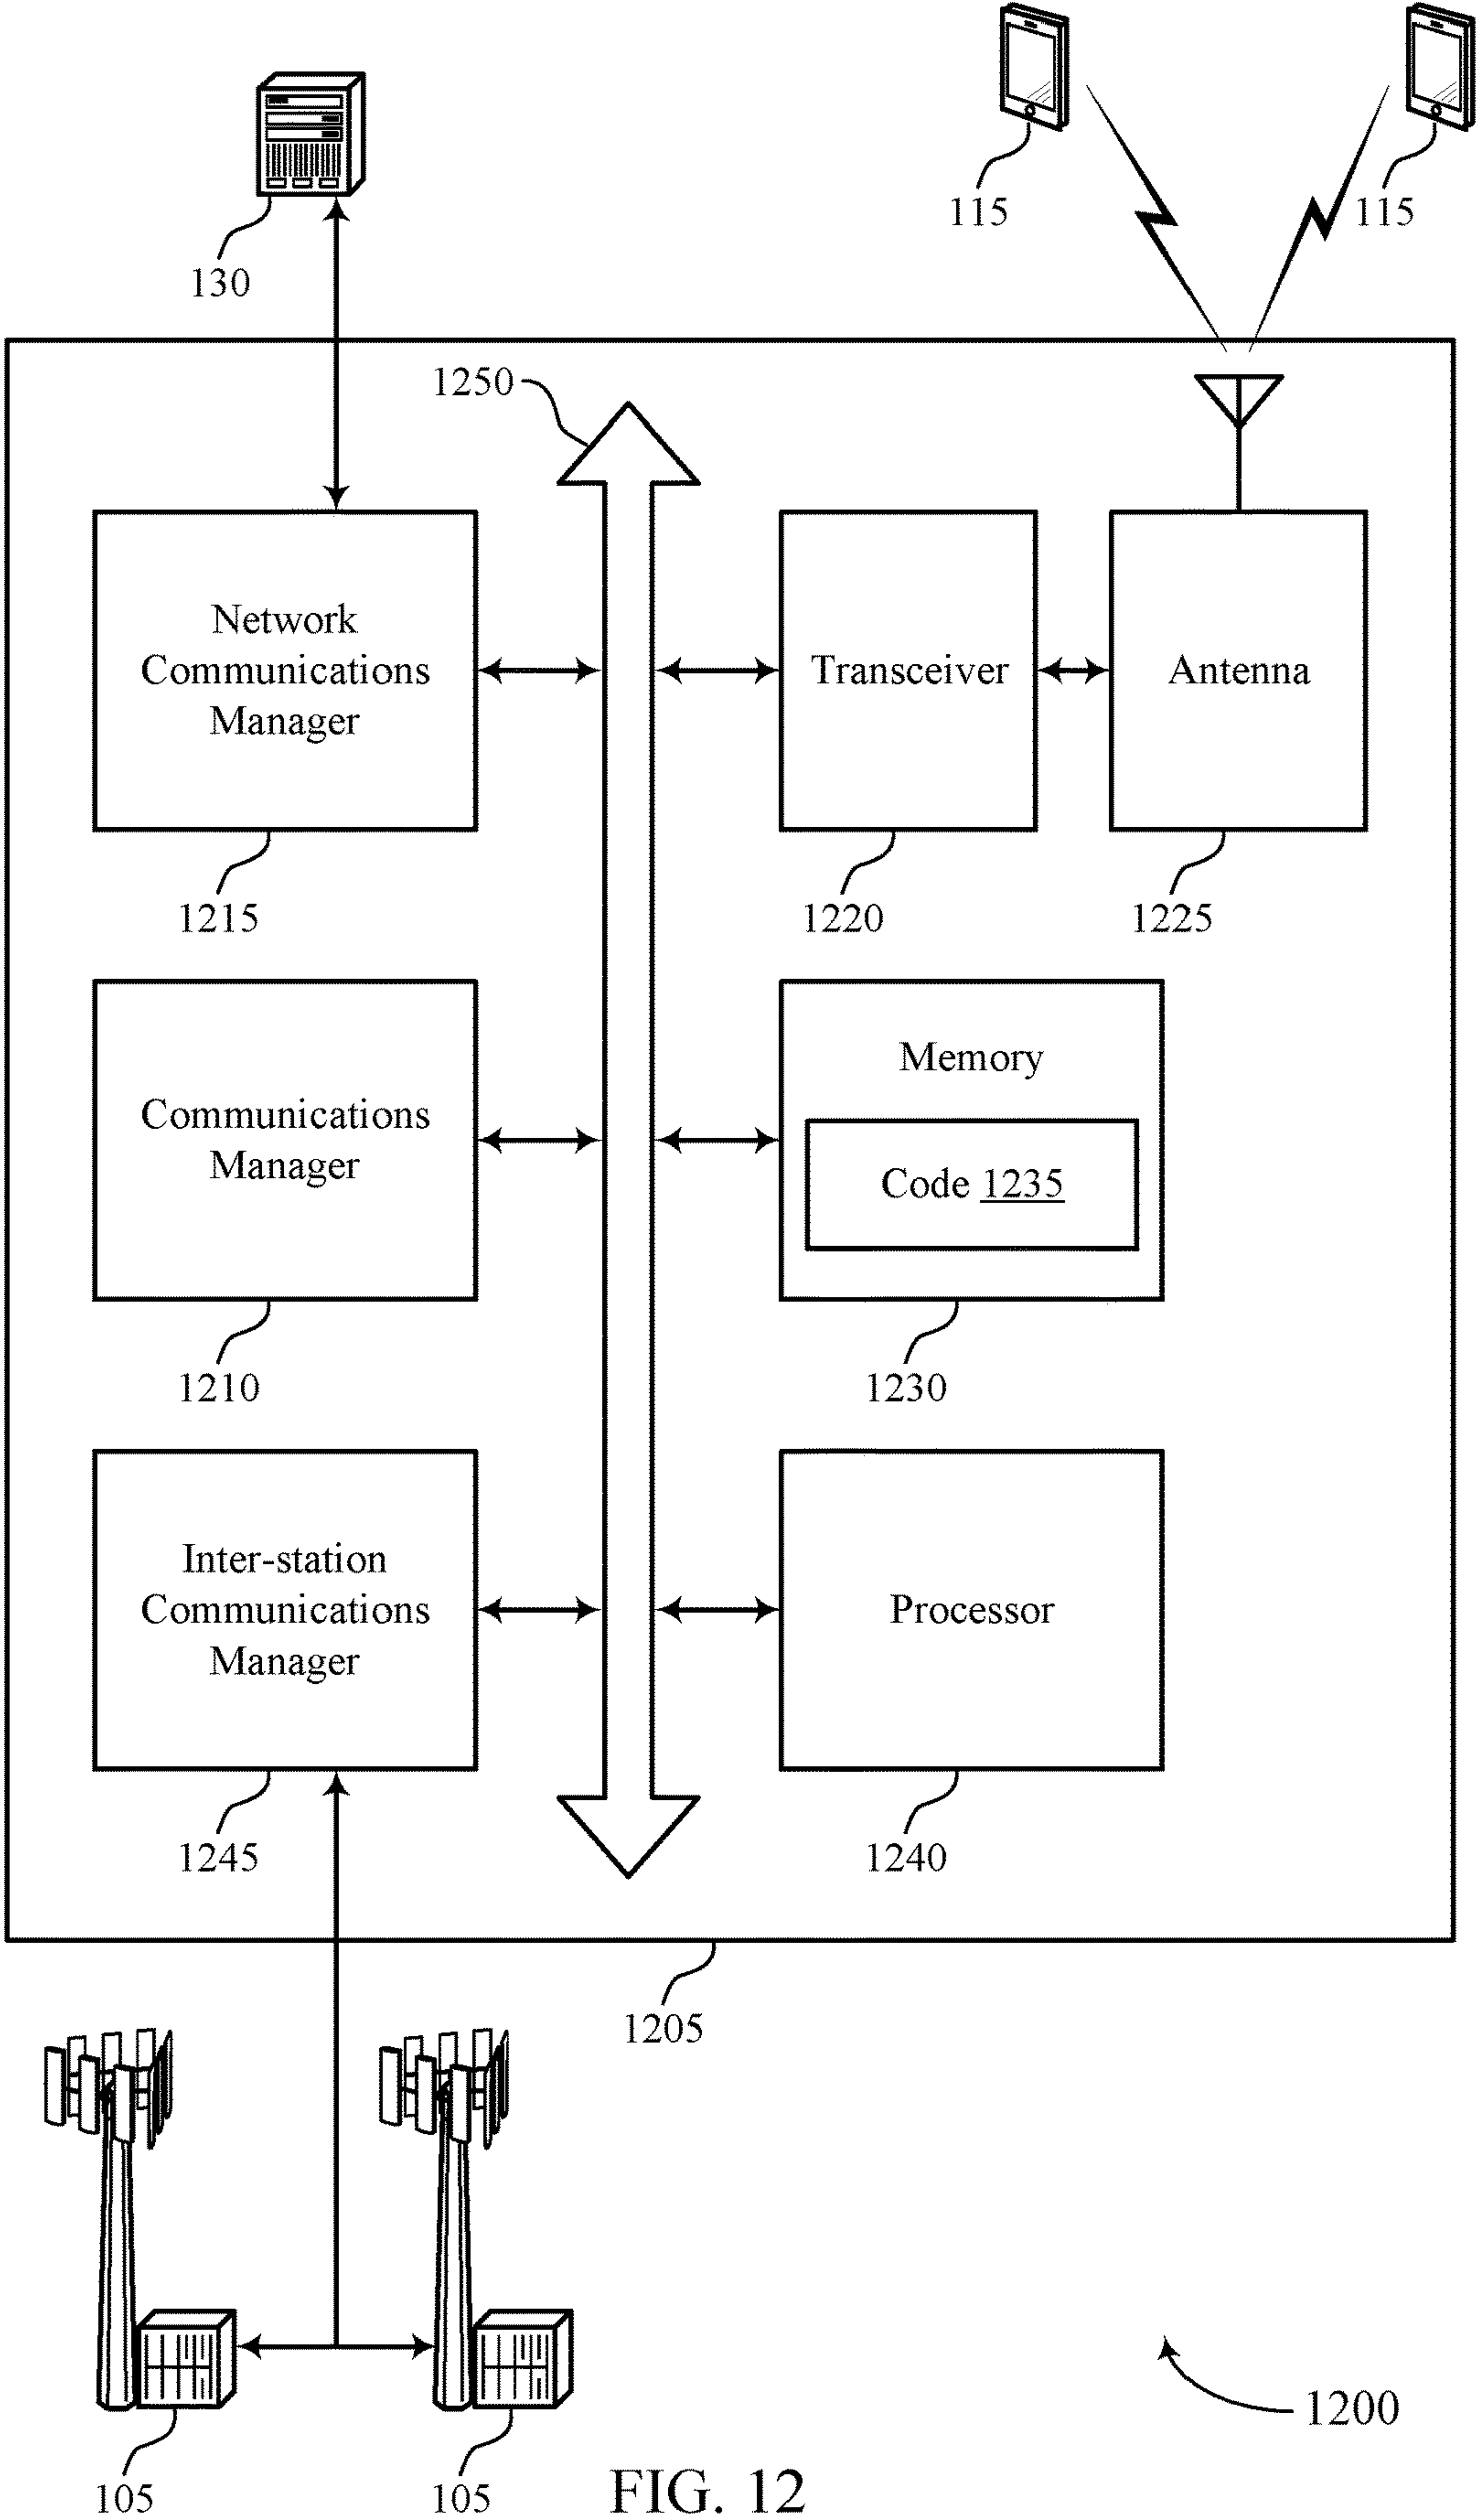 115
115
130
1250
Network
Communications
Manager
Transceiver
Antenna
1215
1220
1225
Communications
Manager
Memory
Code 1235
1210
1230
Inter-station
Communications
Manager
Processor
1245
1240
1205
1200
105
105
FIG. 12